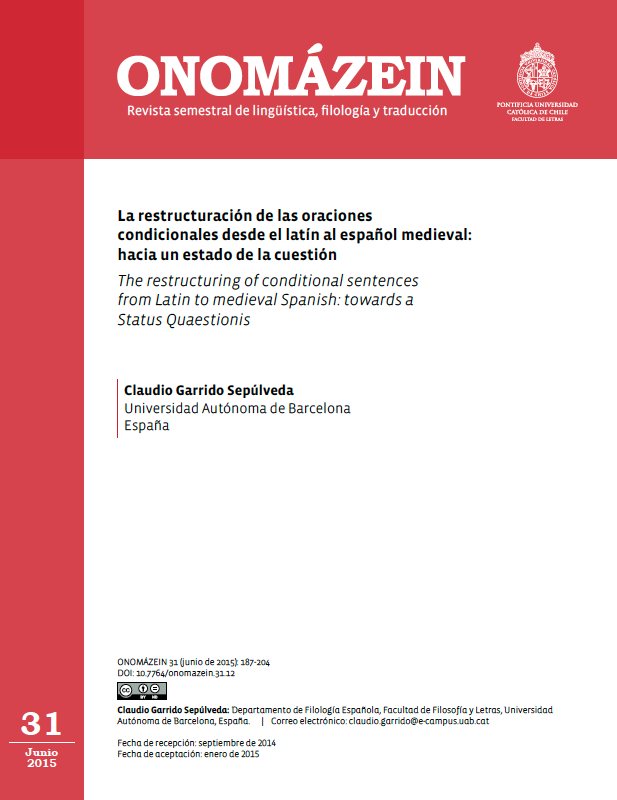 ONOMÁZEIN
Revista semestral de lingüística, filología y traducción
PONTIFICIA UNIVERSIDAD
CATÓLICA DE CHILE
FACULTAD DE LETRAS
La restructuración de las oraciones
condicionales desde el latín al español medieval:
hacia un estado de la cuestión
The restructuring of conditional sentences
from Latin to medieval Spanish: towards a
Status Quaestionis
Claudio Garrido Sepúlveda
Universidad Autónoma de Barcelona
España
ONOMÁZEIN 31 (junio de 2015): 187-204
DOI: 10.7764/onomazein.31.12
cc BY ND
Claudio Garrido Sepúlveda: Departamento de Filología Española, Facultad de Filosofía y Letras, Universidad
Autónoma de Barcelona, España. | Correo electrónico: claudio.garrido@e-campus.uab.cat
Fecha de recepción: septiembre de 2014
Fecha de aceptación: enero de 2015
31
Junio
2015